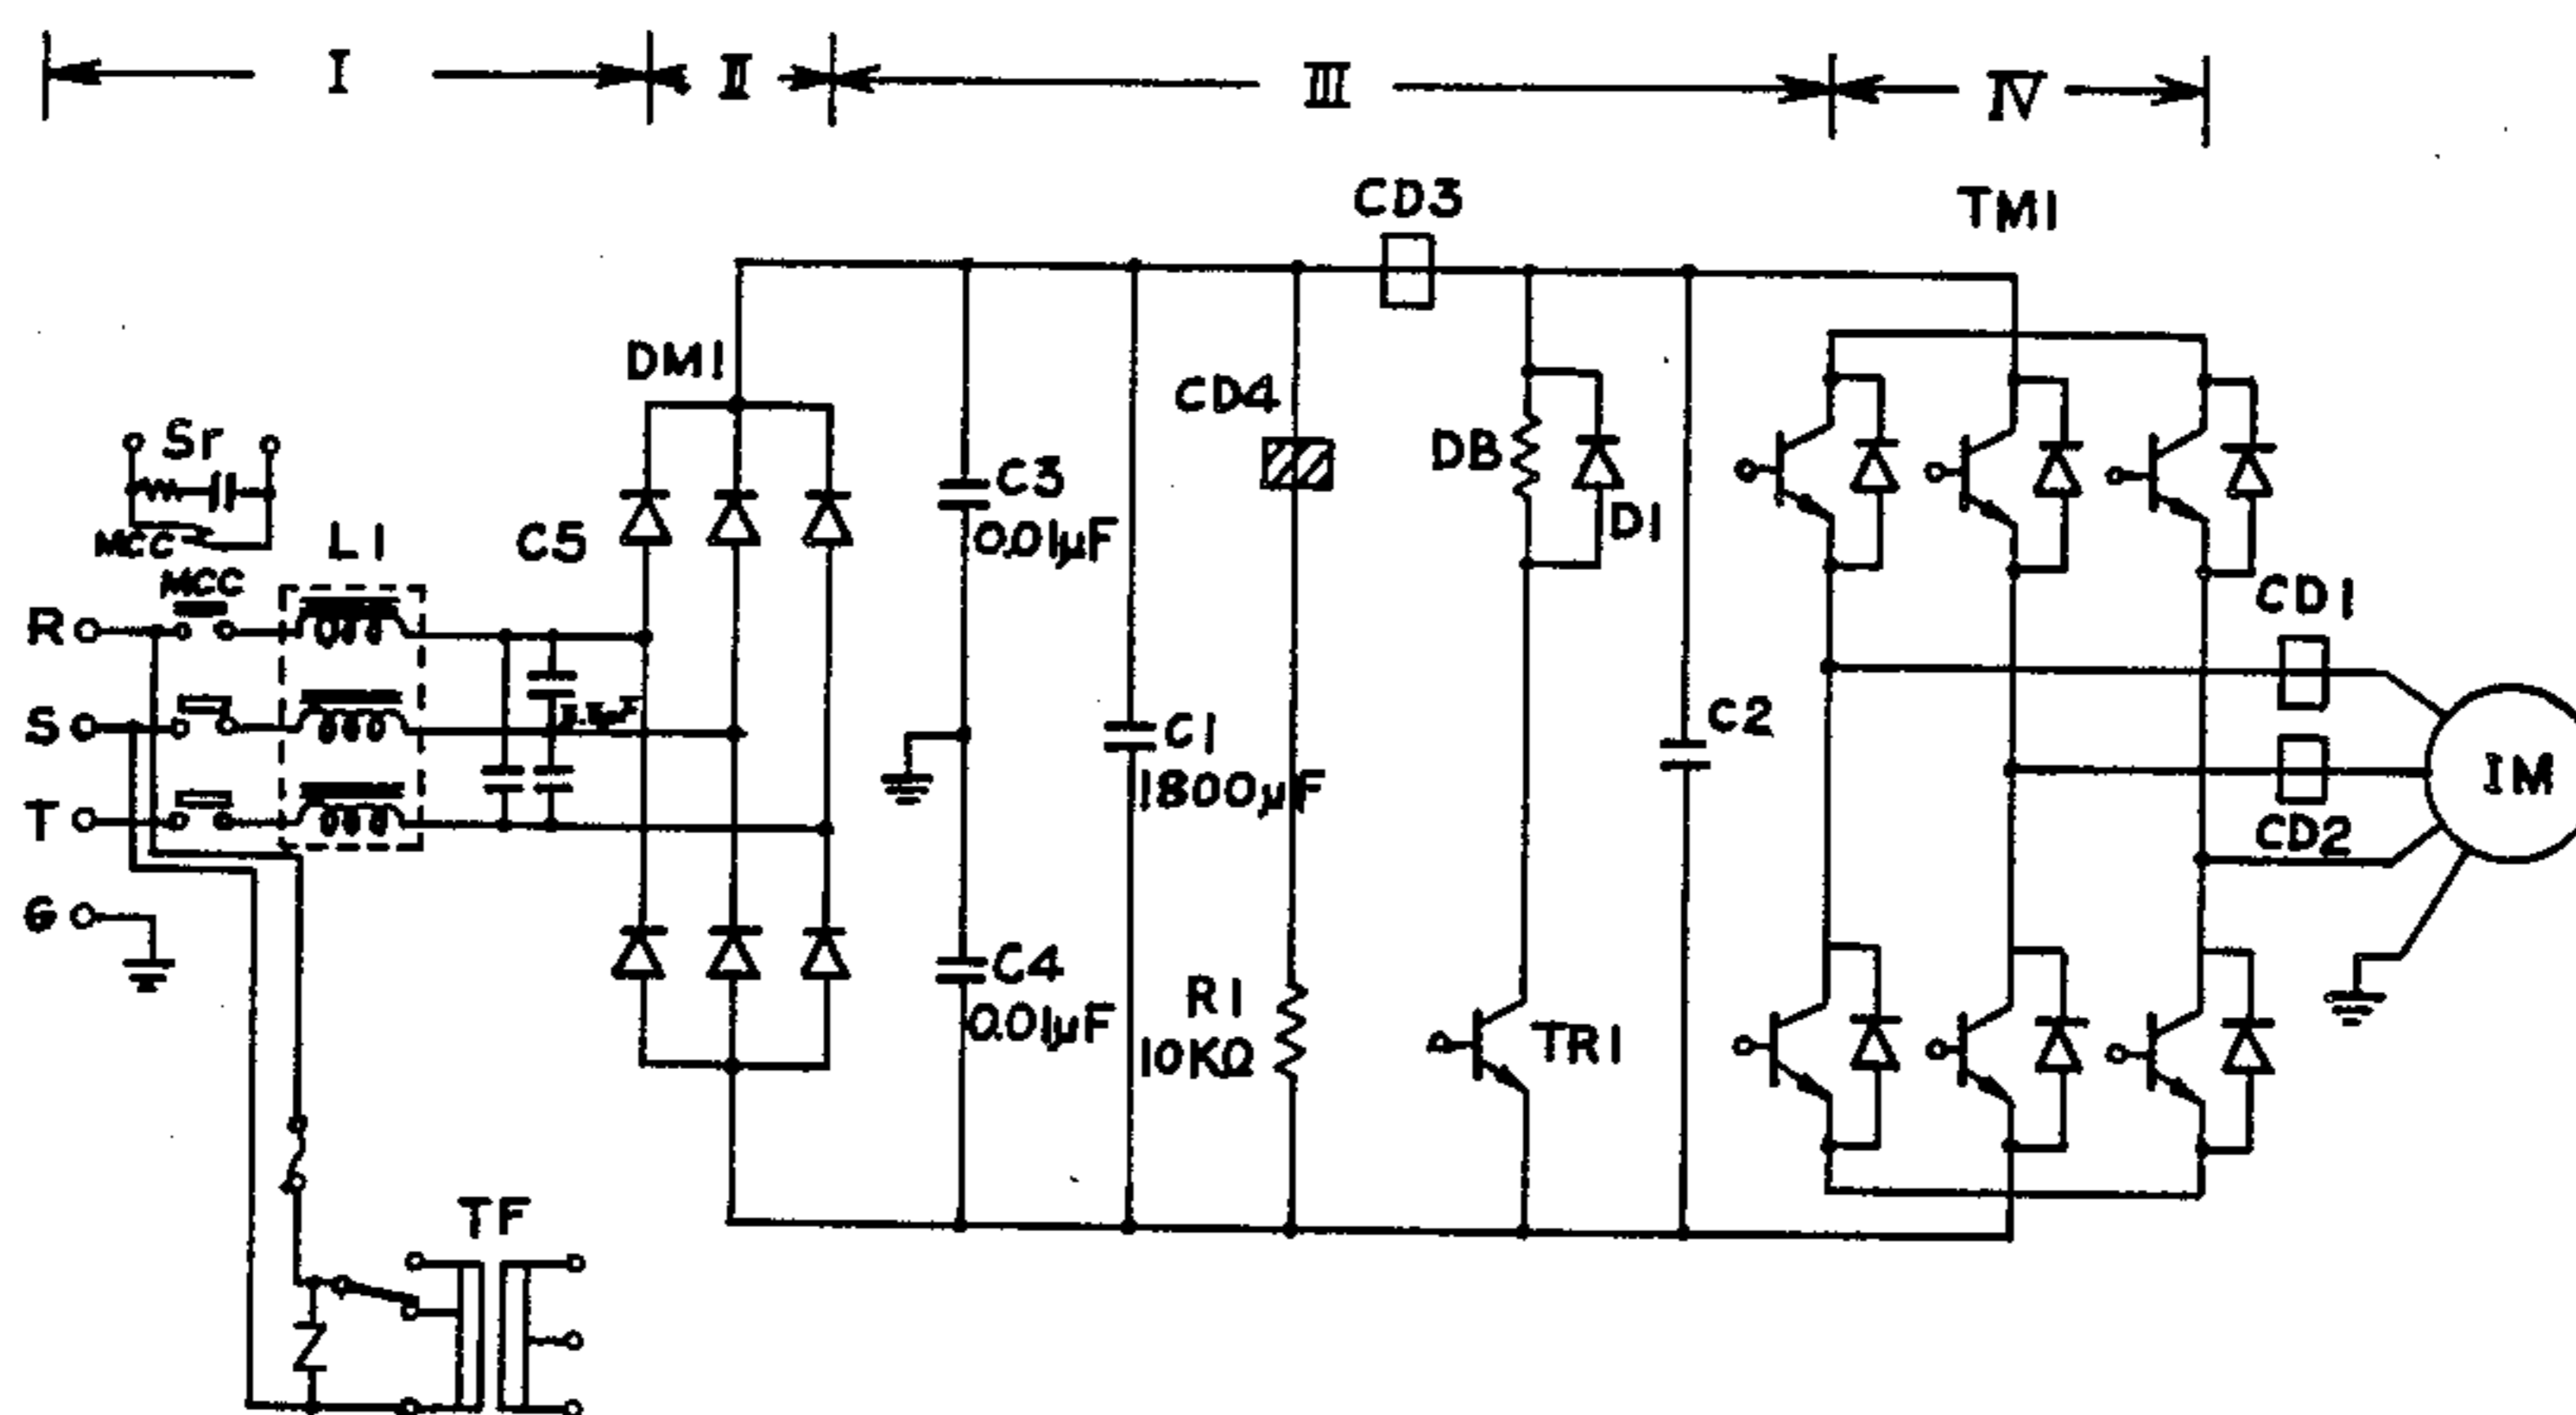 I II III IV
CD3
TM1
DM1
CD4
Sr
DB
C3
0.01µF
D1
MCC
L1
C5
MCC
CD1
R
S
C2
C1
1800µF
IM
T
CD2
G
C4
0.01µF
R1
10KΩ
TR1
TF
Z